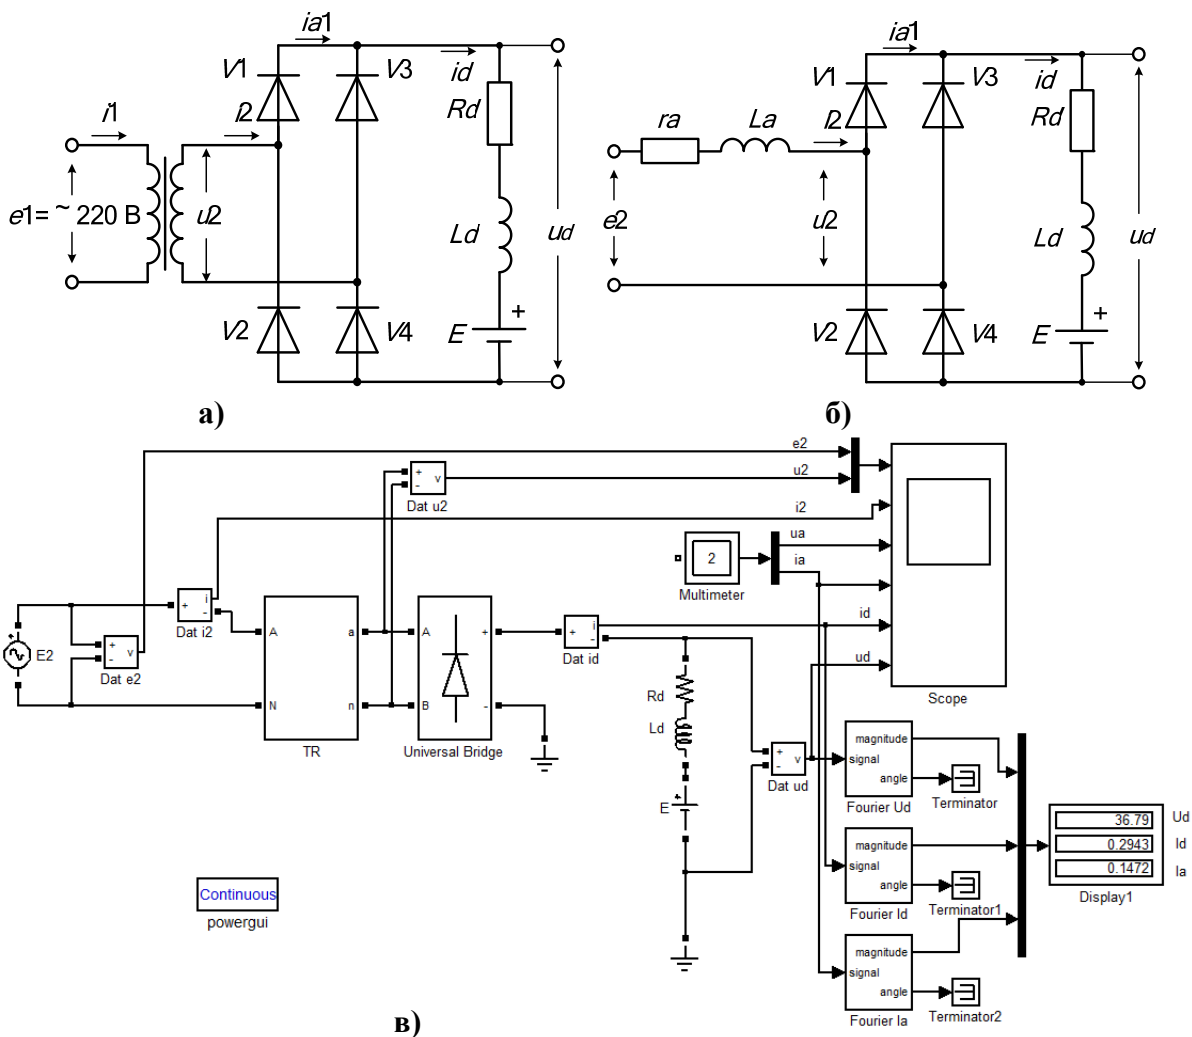 ia1
V1
V3
id
Rd
i1
i2
e1= ~ 220 В
u2
Ld
ud
V2
V4
E
+
а)
ia1
V1
V3
id
Rd
ra
La
I2
e2
u2
Ld
ud
V2
V4
E
+
б)
e2
u2
i2
+
-
v
Dat u2
ua
ia
2
Multimeter
id
ud
Scope
+
i
-
Dat i2
E2
+
-
v
Dat e2
A
a
N
n
TR
A
+
B
-
Universal Bridge
+
i
-
Dat id
Rd
Ld
E
+
+
-
v
Dat ud
magnitude
signal
angle
Fourier Ud
Terminator
magnitude
signal
angle
Fourier Id
Terminator1
magnitude
signal
angle
Fourier Ia
Terminator2
36.79
Ud
0.2943
Id
0.1472
Ia
Display1
Continuous
powergui
в)